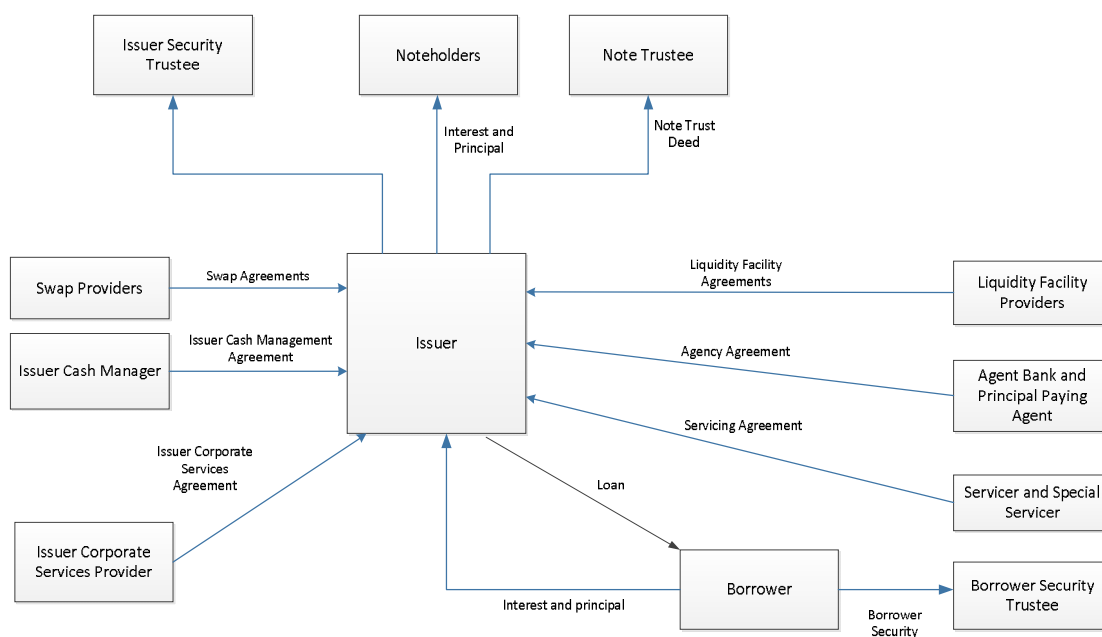 Issuer Security
Trustee
Noteholders
Note Trustee
Interest and
Principal
Note Trust
Deed
Swap Providers
Swap Agreements
Issuer
Liquidity Facility
Agreements
Liquidity Facility
Providers
Issuer Cash Manager
Issuer Cash Management
Agreement
Agency Agreement
Agent Bank and
Principal Paying
Agent
Servicing Agreement
Issuer Corporate
Services
Agreement
Loan
Servicer and Special
Servicer
Issuer Corporate
Services Provider
Borrower
Interest and principal
Borrower
Security
Borrower Security
Trustee